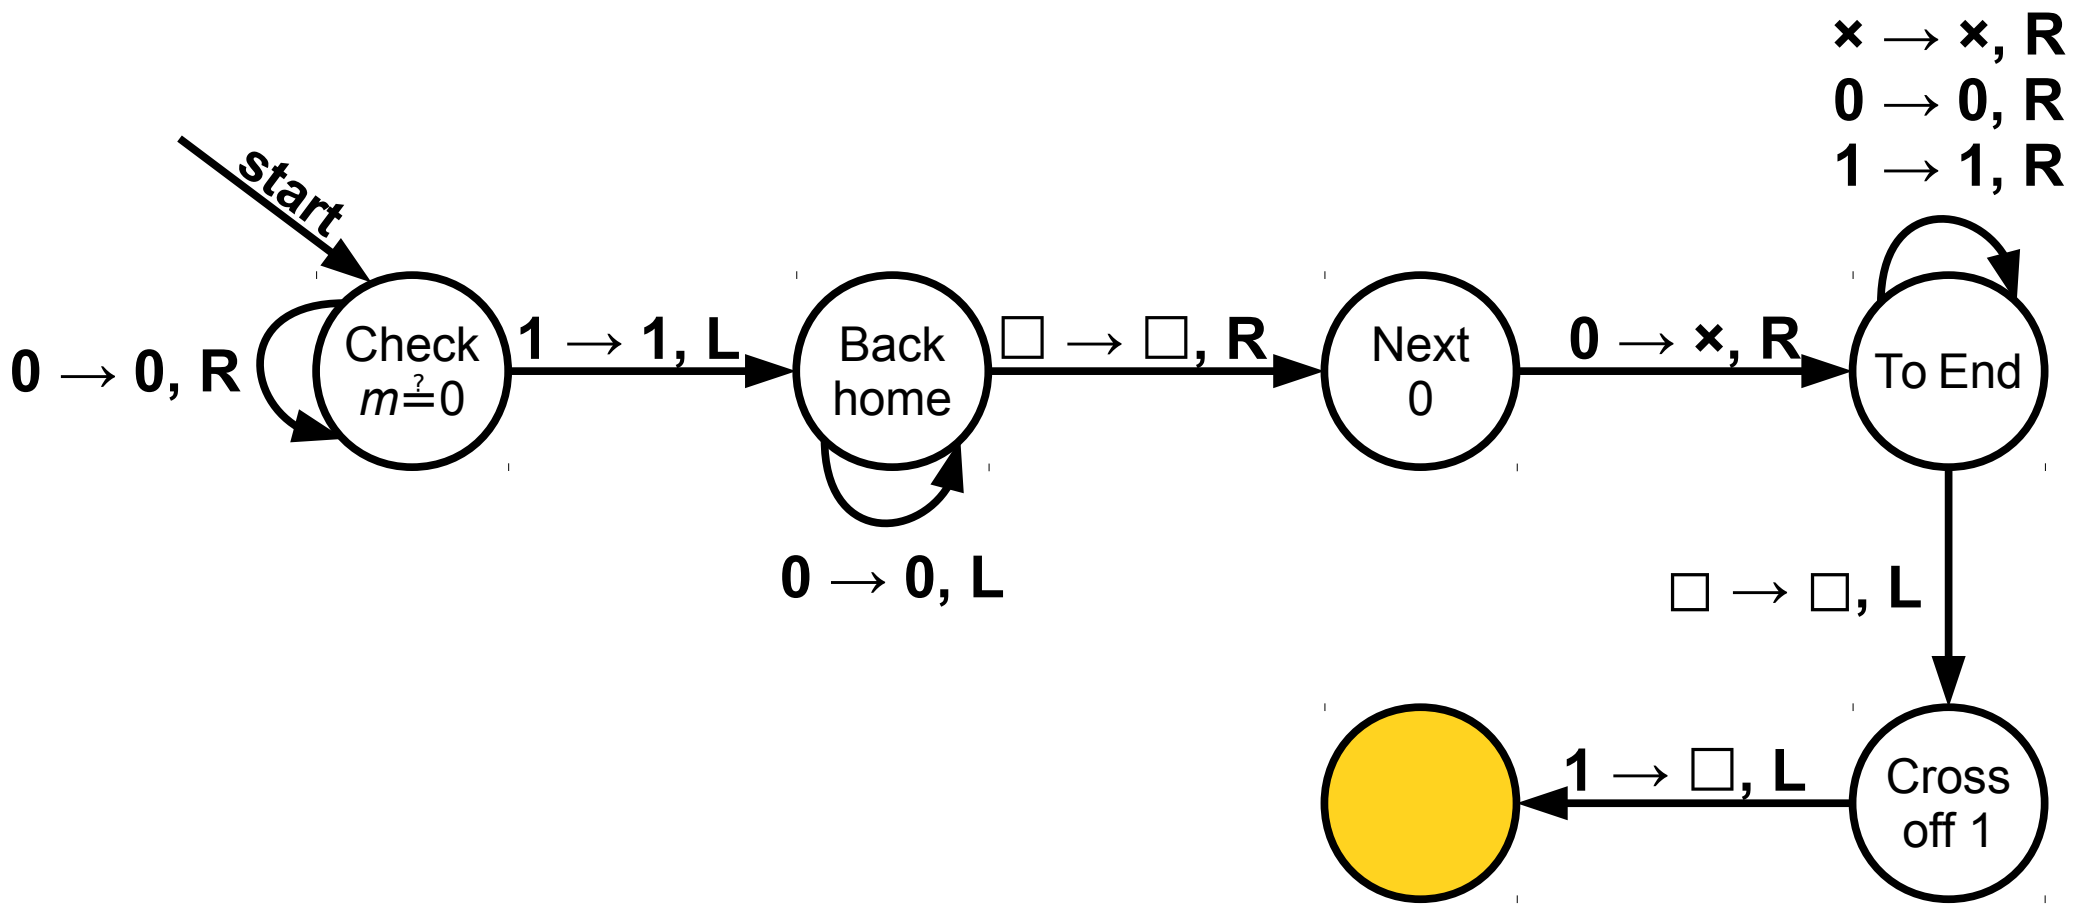 × → ×, R
0 → 0, R
1 → 1, R
start
0 → 0, R
Check
m≟0
1 → 1, L
Back
home
0 → 0, L
□ → □, R
Next
0
0 → ×, R
To End
□ → □, L
1 → □, L
Cross
off 1